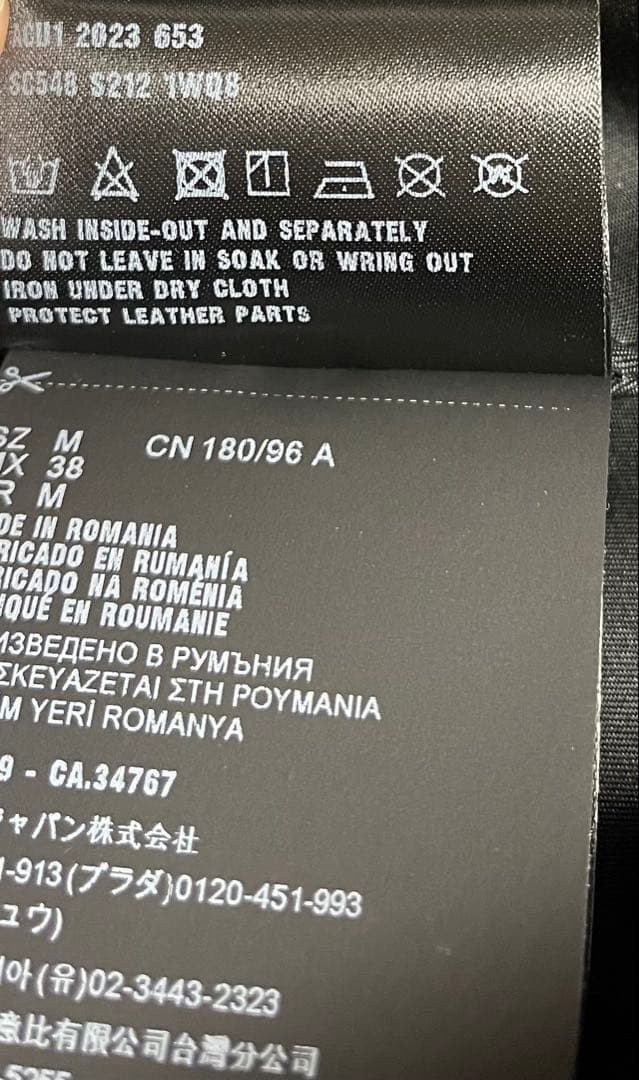 2023 653
SC548 S212 1WQ8
WASH INSIDE-OUT AND SEPARATELY
DO NOT LEAVE IN SOAK OR WRING OUT
IRON UNDER DRY CLOTH
PROTECT LEATHER PARTS
SZ M CN 180/96 A
MX 38
R M
DE IN ROMANIA
RICADO EN RUMANÍA
RICADO NA ROMÉNIA
IQUÉ EN ROUMANIE
ИЗВЕДЕНО В РУМЪНИЯ
ΣΚΕΥΑΖΕΤΑΙ ΣΤΗ ΡΟΥΜΑΝΙΑ
M YERİ ROMANYA
9 - CA.34767
ャパン株式会社
1-913(プラダ)0120-451-993
ュウ)
아(유)02-3443-2323
意比有限公司台灣分公司